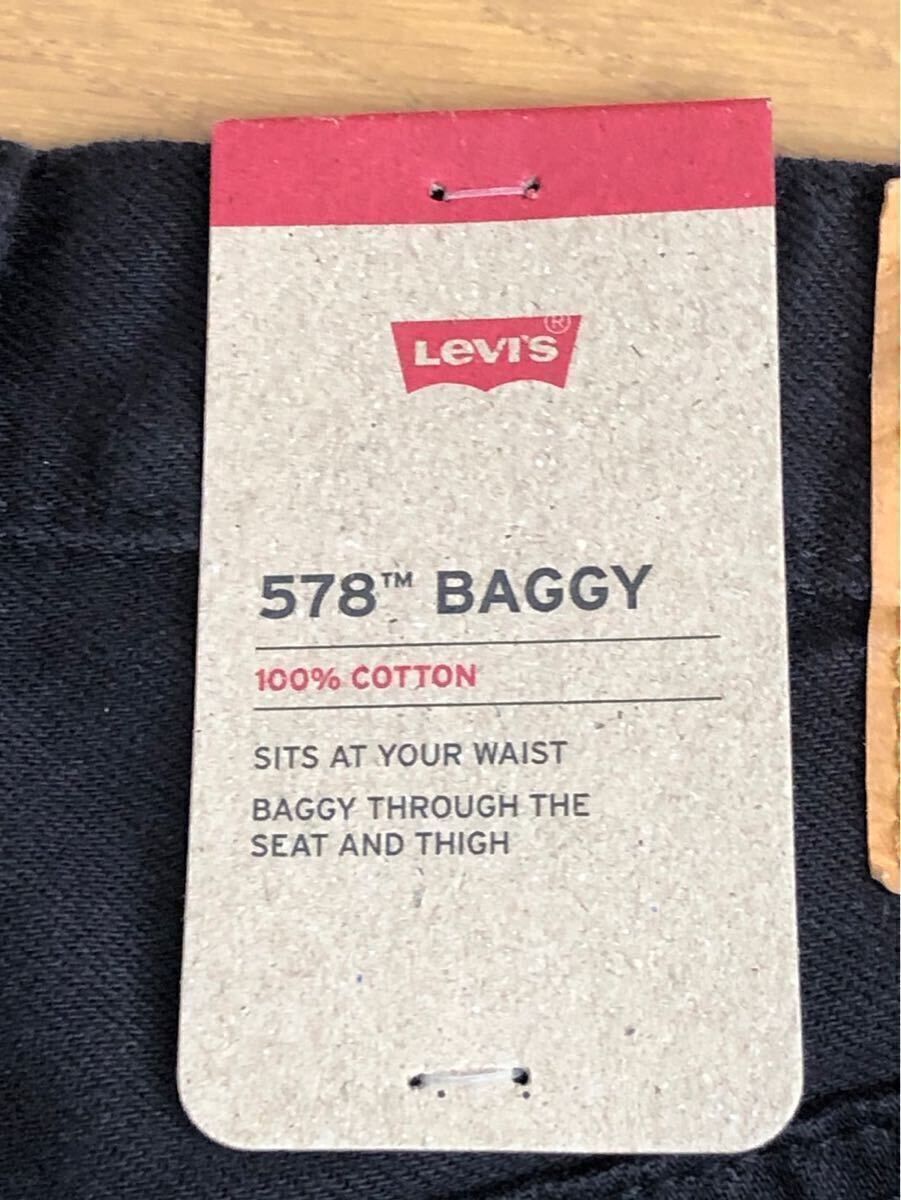 Levi's®
578™ BAGGY
100% COTTON
SITS AT YOUR WAIST
BAGGY THROUGH THE
SEAT AND THIGH